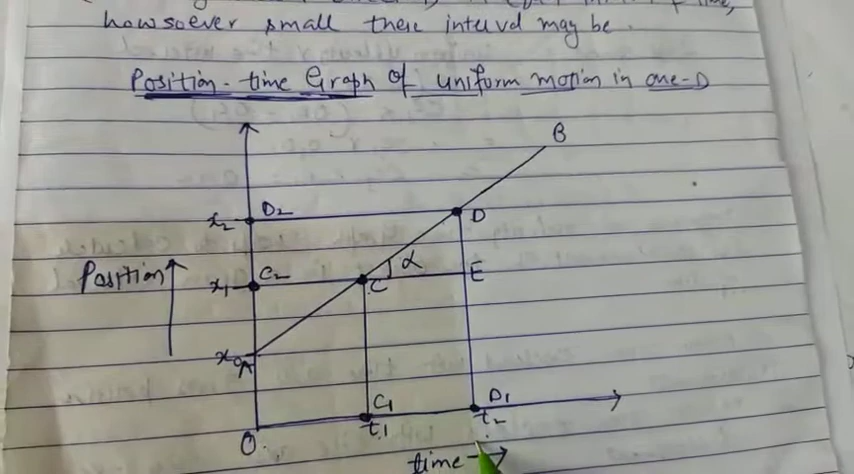 howsoever small these interval may be.
Position-time Graph of uniform motion in one-D
B
x₂ D₂ D
Position
x₁ C₂ C α E
x₀ A
O C₁ D₁
t₁ t₂
time